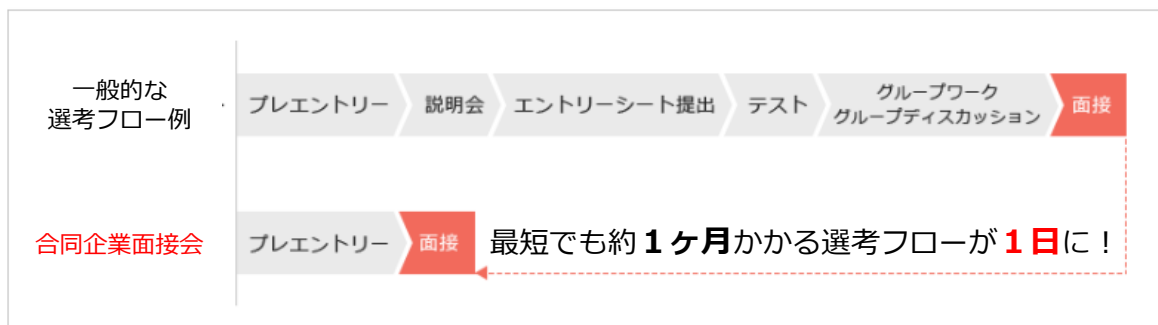 一般的な
選考フロー例
プレエントリー 説明会 エントリーシート提出 テスト グループワーク
グループディスカッション 面接
合同企業面接会
プレエントリー 面接 最短でも約１ヶ月かかる選考フローが１日に！